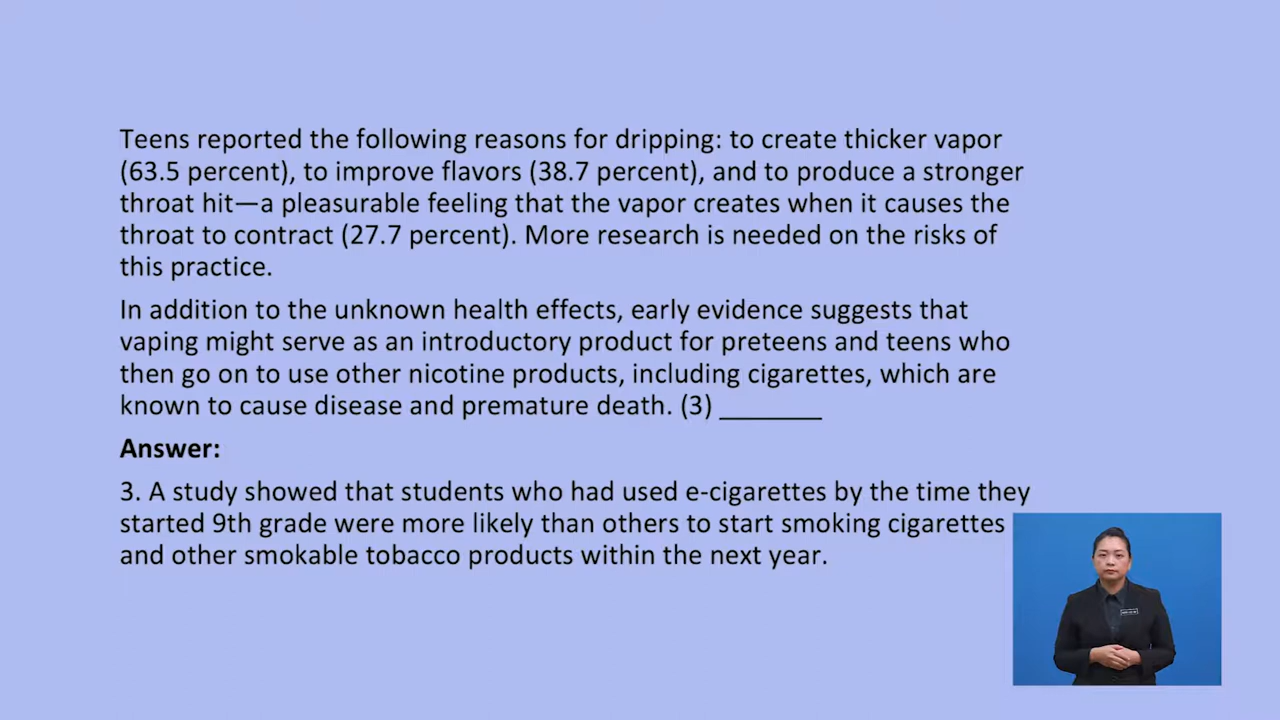 Teens reported the following reasons for dripping: to create thicker vapor
(63.5 percent), to improve flavors (38.7 percent), and to produce a stronger
throat hit—a pleasurable feeling that the vapor creates when it causes the
throat to contract (27.7 percent). More research is needed on the risks of
this practice.
In addition to the unknown health effects, early evidence suggests that
vaping might serve as an introductory product for preteens and teens who
then go on to use other nicotine products, including cigarettes, which are
known to cause disease and premature death. (3) ________
Answer:
3. A study showed that students who had used e-cigarettes by the time they
started 9th grade were more likely than others to start smoking cigarettes
and other smokable tobacco products within the next year.